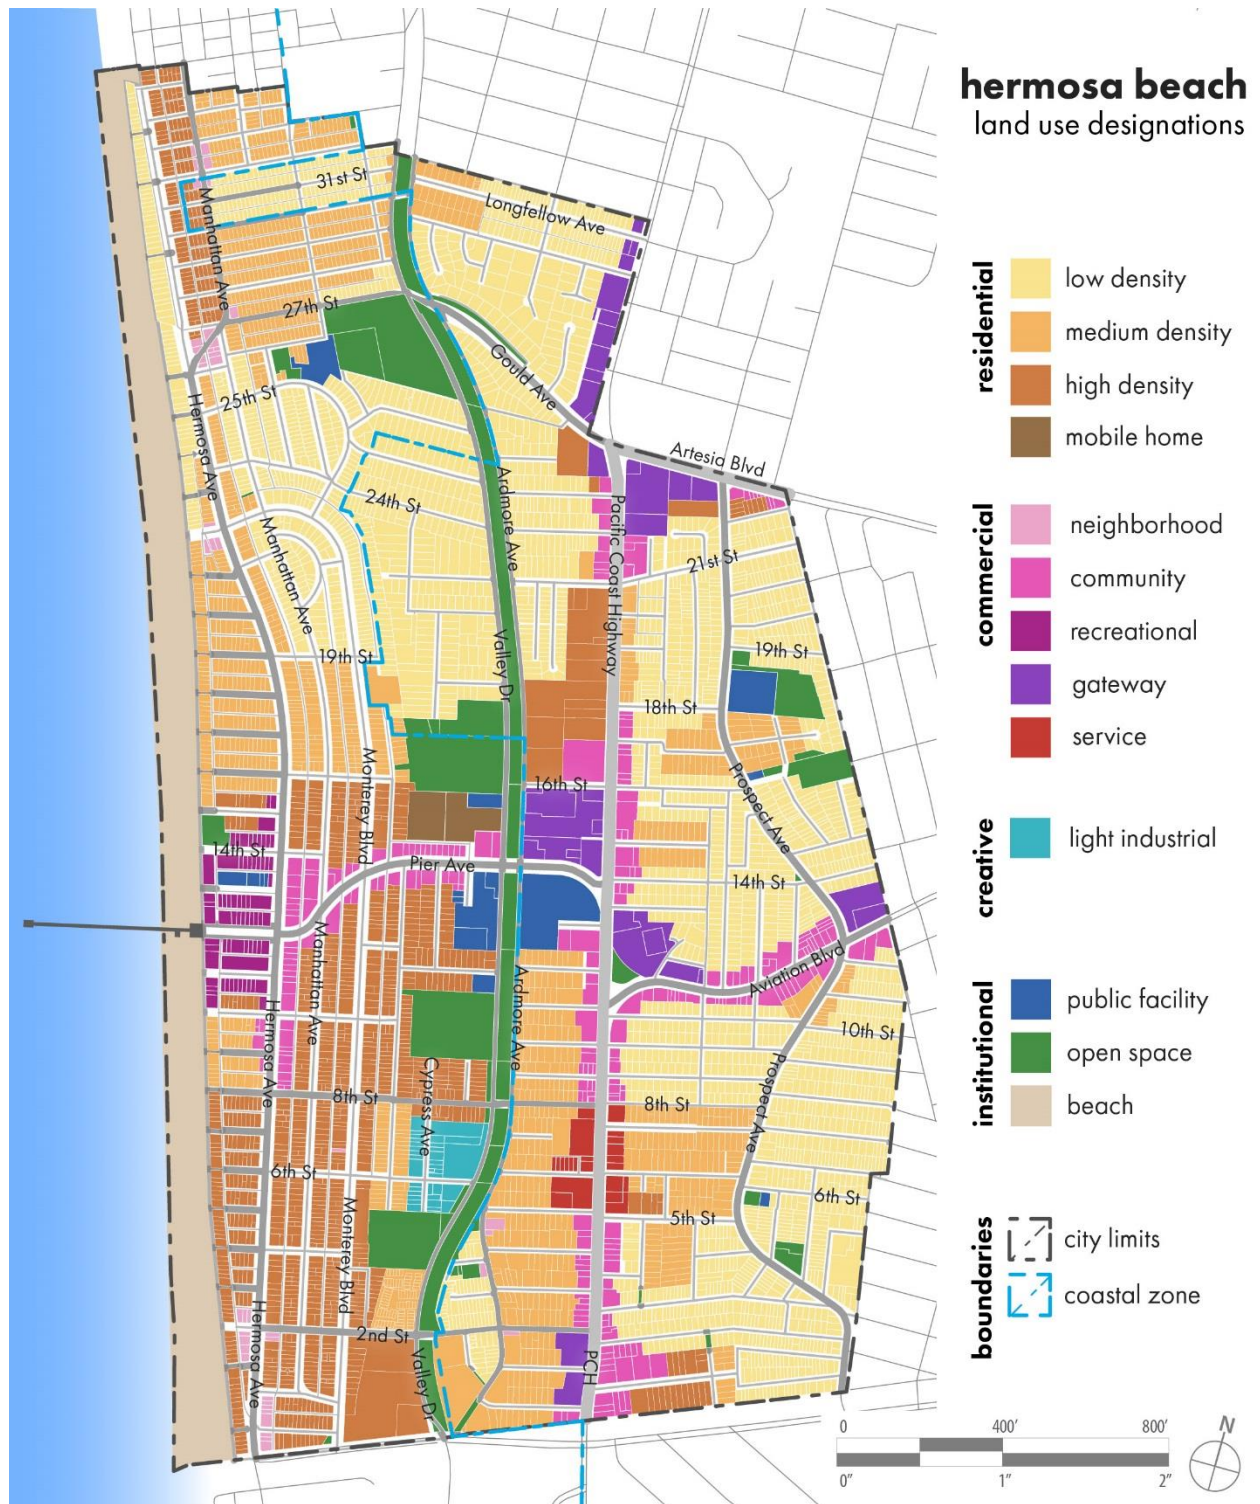 hermosa beach
land use designations
31st St
Longfellow Ave
Manhattan Ave
27th St
Gould Ave
25th St
Hermosa Ave
Artesia Blvd
24th St
Ardmore Ave
Pacific Coast Highway
Manhattan Ave
21st St
19th St
Valley Dr
19th St
18th St
Monterey Blvd
16th St
Prospect Ave
14th St
Pier Ave
14th St
Manhattan Ave
Aviation Blvd
Hermosa Ave
Ardmore Ave
10th St
Cypress Ave
Prospect Ave
8th St
8th St
6th St
6th St
Monterey Blvd
5th St
Hermosa Ave
2nd St
Valley Dr
PCH
residential
low density
medium density
high density
mobile home
commercial
neighborhood
community
recreational
gateway
service
creative
light industrial
institutional
public facility
open space
beach
boundaries
city limits
coastal zone
0 400' 800'
0" 1" 2"
N